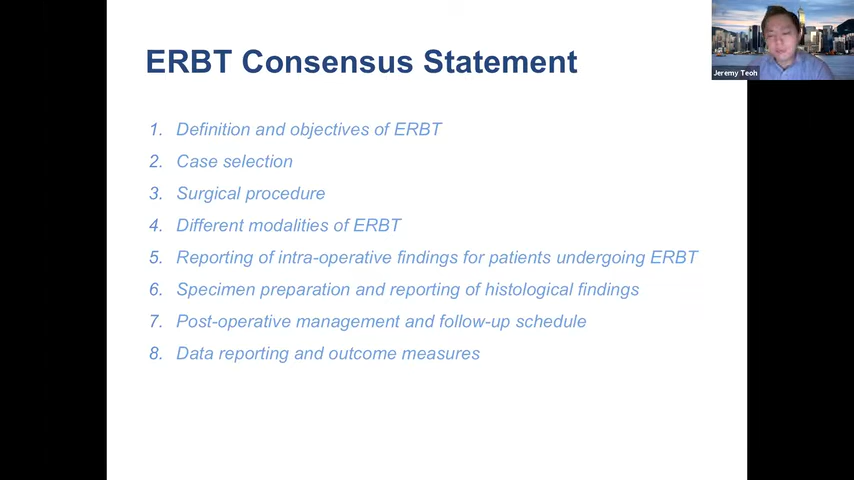 ERBT Consensus Statement
Jeremy Teoh
1. Definition and objectives of ERBT
2. Case selection
3. Surgical procedure
4. Different modalities of ERBT
5. Reporting of intra-operative findings for patients undergoing ERBT
6. Specimen preparation and reporting of histological findings
7. Post-operative management and follow-up schedule
8. Data reporting and outcome measures